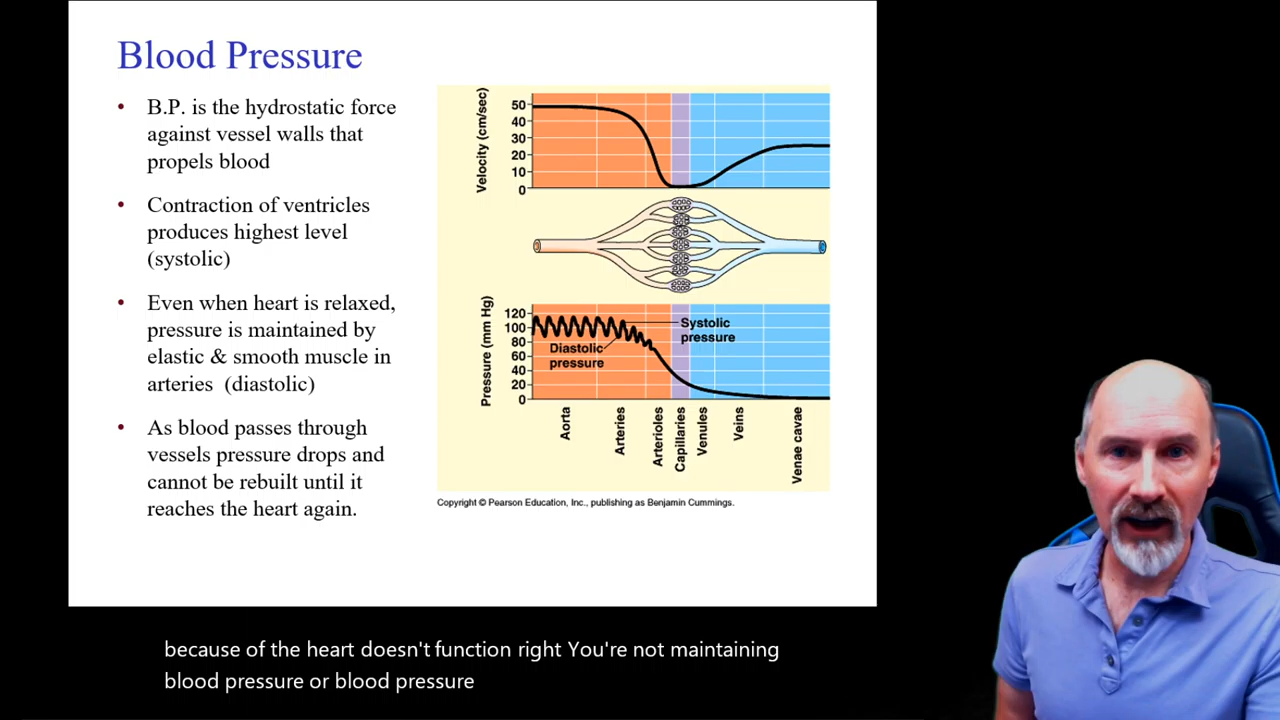 Blood Pressure
• B.P. is the hydrostatic force
against vessel walls that
propels blood
• Contraction of ventricles
produces highest level
(systolic)
• Even when heart is relaxed,
pressure is maintained by
elastic & smooth muscle in
arteries (diastolic)
• As blood passes through
vessels pressure drops and
cannot be rebuilt until it
reaches the heart again.
Velocity (cm/sec)
50
40
30
20
10
0
Pressure (mm Hg)
120
100
80
60
40
20
0
Systolic
pressure
Diastolic
pressure
Aorta
Arteries
Arterioles
Capillaries
Venules
Veins
Venae cavae
Copyright © Pearson Education, Inc., publishing as Benjamin Cummings.
because of the heart doesn't function right You're not maintaining
blood pressure or blood pressure